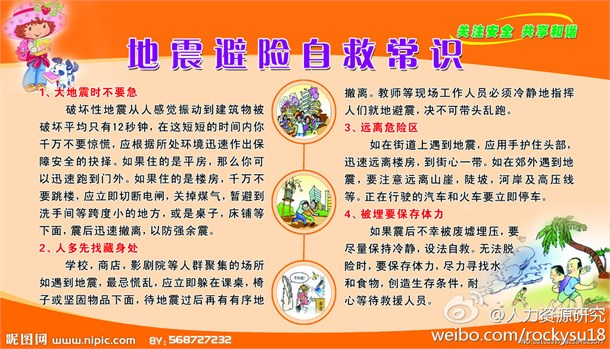 关注安全 共享和谐
地震避险自救常识
1、大地震时不要急
破坏性地震从人感觉振动到建筑物被
破坏平均只有12秒钟，在这短短的时间内你
千万不要惊慌，应根据所处环境迅速作出保
障安全的抉择。如果住的是平房，那么你可
以迅速跑到门外。如果住的是楼房，千万不
要跳楼，应立即切断电闸，关掉煤气，暂避到
洗手间等跨度小的地方，或是桌子，床铺等
下面，震后迅速撤离，以防强余震。
2、人多先找藏身处
学校，商店，影剧院等人群聚集的场所
如遇到地震，最忌慌乱，应立即躲在课桌，椅
子或坚固物品下面，待地震过后再有有序地
撤离。教师等现场工作人员必须冷静地指挥
人们就地避震，决不可带头乱跑。
3、远离危险区
如在街道上遇到地震，应用手护住头部，
迅速远离楼房，到街心一带。如在郊外遇到地
震，要注意远离山崖，陡坡，河岸及高压线
等。正在行驶的汽车和火车要立即停车。
4、被埋要保存体力
如果震后不幸被废墟埋压，要
尽量保持冷静，设法自救。无法脱
险时，要保存体力，尽力寻找水
和食物，创造生存条件，耐
心等待救援人员。
昵图网 www.nipic.com BY：568727232
@人力资源研究
weibo.com/rockysu18